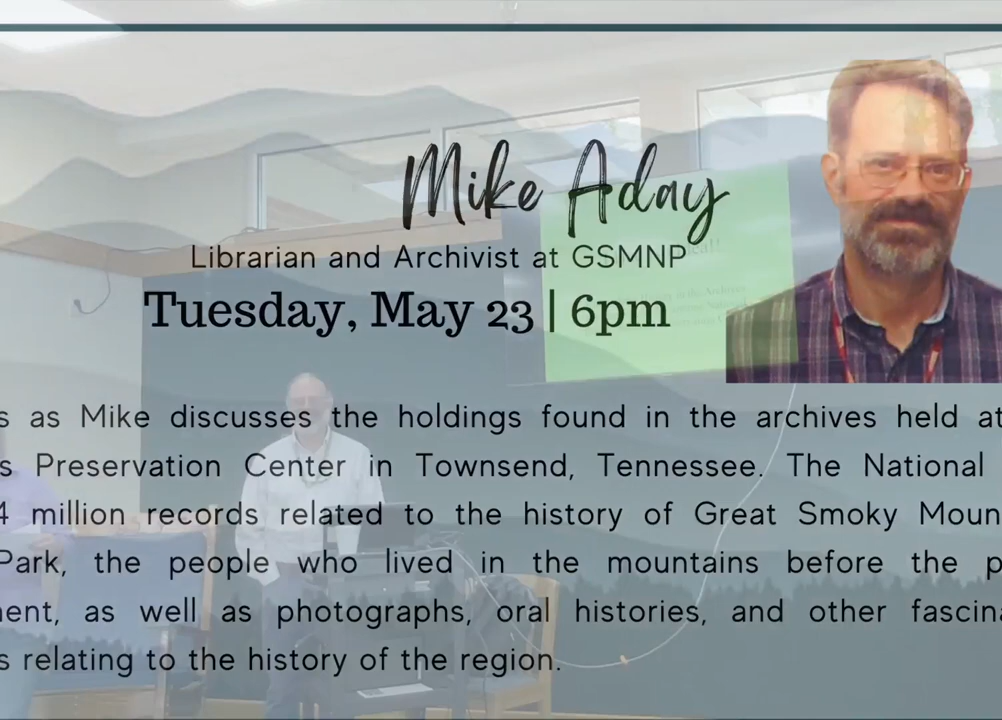 Mike Aday
Librarian and Archivist at GSMNP
Tuesday, May 23 | 6pm
s as Mike discusses the holdings found in the archives held at
s Preservation Center in Townsend, Tennessee. The National
4 million records related to the history of Great Smoky Moun
Park, the people who lived in the mountains before the p
ent, as well as photographs, oral histories, and other fascina
s relating to the history of the region.